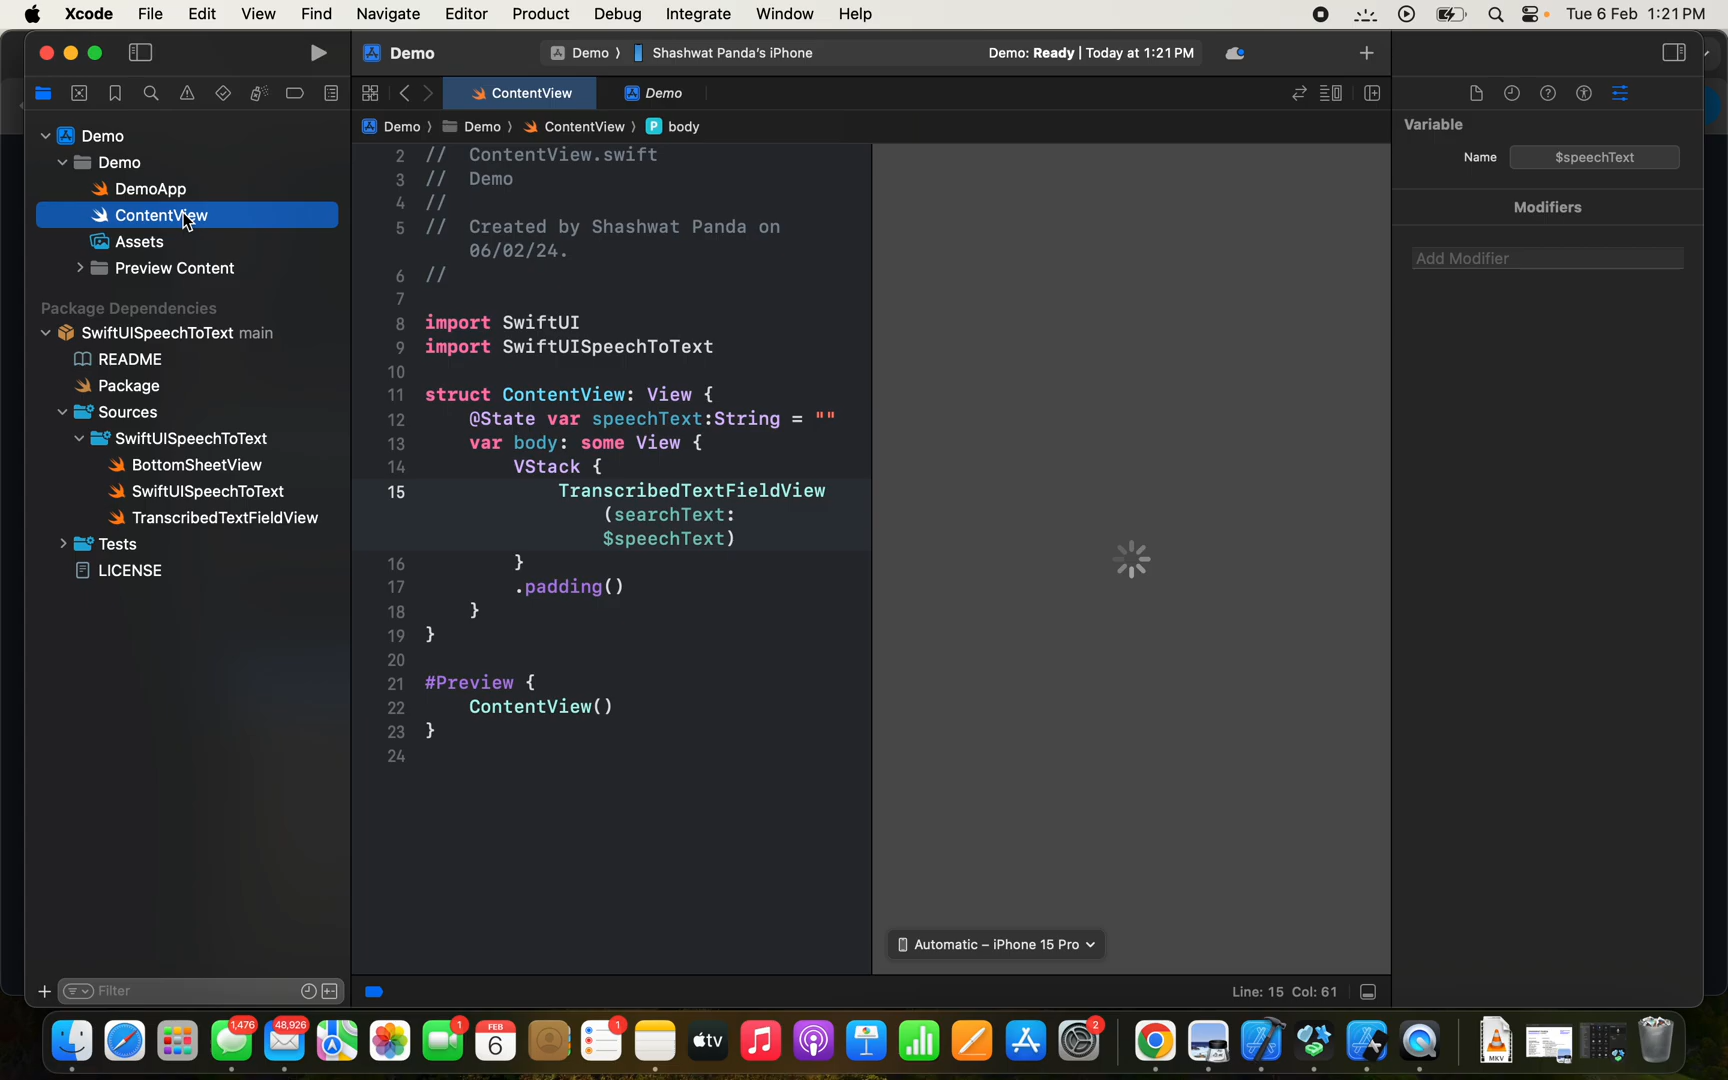 Xcode File Edit View Find Navigate Editor Product Debug Integrate Window Help Tue 6 Feb 1:21 PM
Demo Demo ⟩ Shashwat Panda's iPhone Demo: Ready | Today at 1:21 PM
ContentView Demo
Demo ⟩ Demo ⟩ ContentView ⟩ P body
Demo
Demo
DemoApp
ContentView
Assets
Preview Content
Package Dependencies
SwiftUISpeechToText main
README
Package
Sources
SwiftUISpeechToText
BottomSheetView
SwiftUISpeechToText
TranscribedTextFieldView
Tests
LICENSE
Filter
2 // ContentView.swift
3 // Demo
4 //
5 // Created by Shashwat Panda on
06/02/24.
6 //
7
8 import SwiftUI
9 import SwiftUISpeechToText
10
11 struct ContentView: View {
12 @State var speechText:String = ""
13 var body: some View {
14 VStack {
15 TranscribedTextFieldView
(searchText:
$speechText)
16 }
17 .padding()
18 }
19 }
20
21 #Preview {
22 ContentView()
23 }
24
Automatic – iPhone 15 Pro
Line: 15 Col: 61
Variable
Name $speechText
Modifiers
Add Modifier
1,476
48,926
1
FEB
6
1
tv
2
MKV